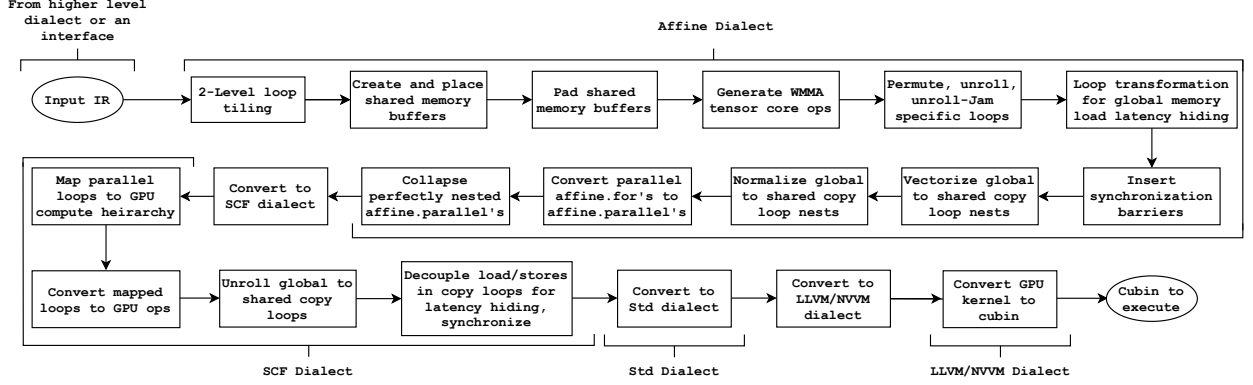 From higher level
dialect or an
interface
Affine Dialect
Input IR
2-Level loop
tiling
Create and place
shared memory
buffers
Pad shared
memory buffers
Generate WMMA
tensor core ops
Permute, unroll,
unroll-Jam
specific loops
Loop transformation
for global memory
load latency hiding
Insert
synchronization
barriers
Vectorize global
to shared copy
loop nests
Normalize global
to shared copy
loop nests
Convert parallel
affine.for's to
affine.parallel's
Collapse
perfectly nested
affine.parallel's
Convert to
SCF dialect
Map parallel
loops to GPU
compute heirarchy
Convert mapped
loops to GPU ops
Unroll global to
shared copy
loops
Decouple load/stores
in copy loops for
latency hiding,
synchronize
Convert to
Std dialect
Convert to
LLVM/NVVM
dialect
Convert GPU
kernel to
cubin
Cubin to
execute
SCF Dialect
Std Dialect
LLVM/NVVM Dialect